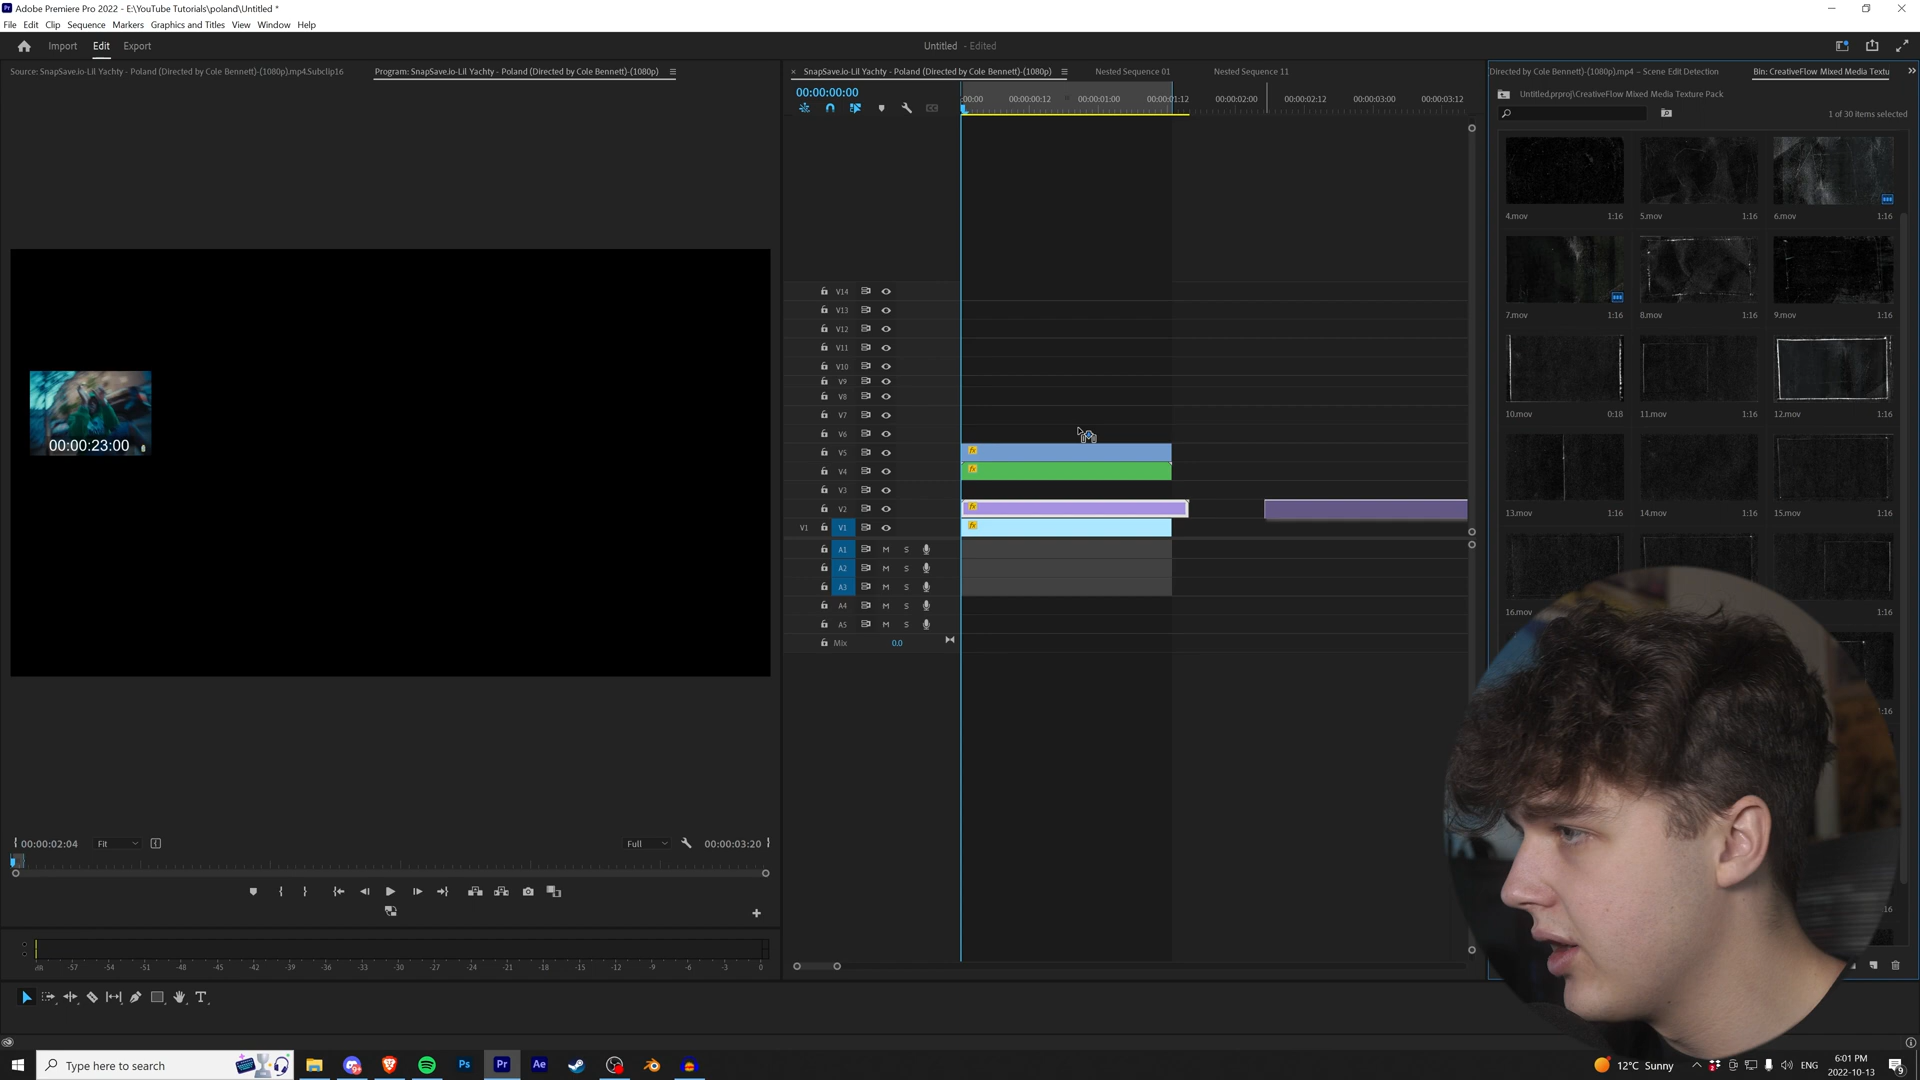 Adobe Premiere Pro 2022 - E:\YouTube Tutorials\poland\Untitled *
File Edit Clip Sequence Markers Graphics and Titles View Window Help
Import Edit Export
Untitled - Edited
Source: SnapSave.io-Lil Yachty - Poland (Directed by Cole Bennett)-(1080p).mp4.Subclip16
Program: SnapSave.io-Lil Yachty - Poland (Directed by Cole Bennett)-(1080p)
× SnapSave.io-Lil Yachty - Poland (Directed by Cole Bennett)-(1080p)
Nested Sequence 01
Nested Sequence 11
Directed by Cole Bennett)-(1080p).mp4 – Scene Edit Detection
Bin: CreativeFlow Mixed Media Textu
00:00:00:00
:00:00 00:00:00:12 00:00:01:00 00:00:01:12 00:00:02:00 00:00:02:12 00:00:03:00 00:00:03:12
Untitled.prproj\CreativeFlow Mixed Media Texture Pack
1 of 30 items selected
4.mov 1:16 5.mov 1:16 6.mov 1:16
7.mov 1:16 8.mov 1:16 9.mov 1:16
10.mov 0:18 11.mov 1:16 12.mov 1:16
13.mov 1:16 14.mov 1:16 15.mov 1:16
16.mov 1:16
1:16
:16
V14
V13
V12
V11
V10
V9
V8
V7
V6
V5 fx
V4 fx
V3
V2 fx
V1 V1 fx
A1 M S
A2 M S
A3 M S
A4 M S
A5 M S
Mix 0.0
00:00:23:00
00:00:02:04 Fit Full 00:00:03:20
dB -57 -54 -51 -48 -45 -42 -39 -36 -33 -30 -27 -24 -21 -18 -15 -12 -9 -6 -3 0
T
Type here to search
Ps Pr Ae
12°C Sunny
ENG
6:01 PM
2022-10-13